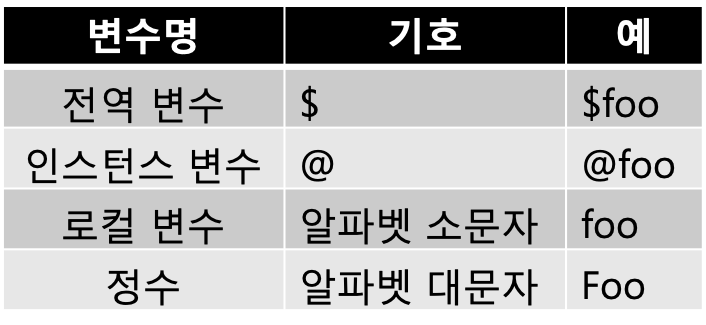 변수명 기호 예
전역 변수 $ $foo
인스턴스 변수 @ @foo
로컬 변수 알파벳 소문자 foo
정수 알파벳 대문자 Foo